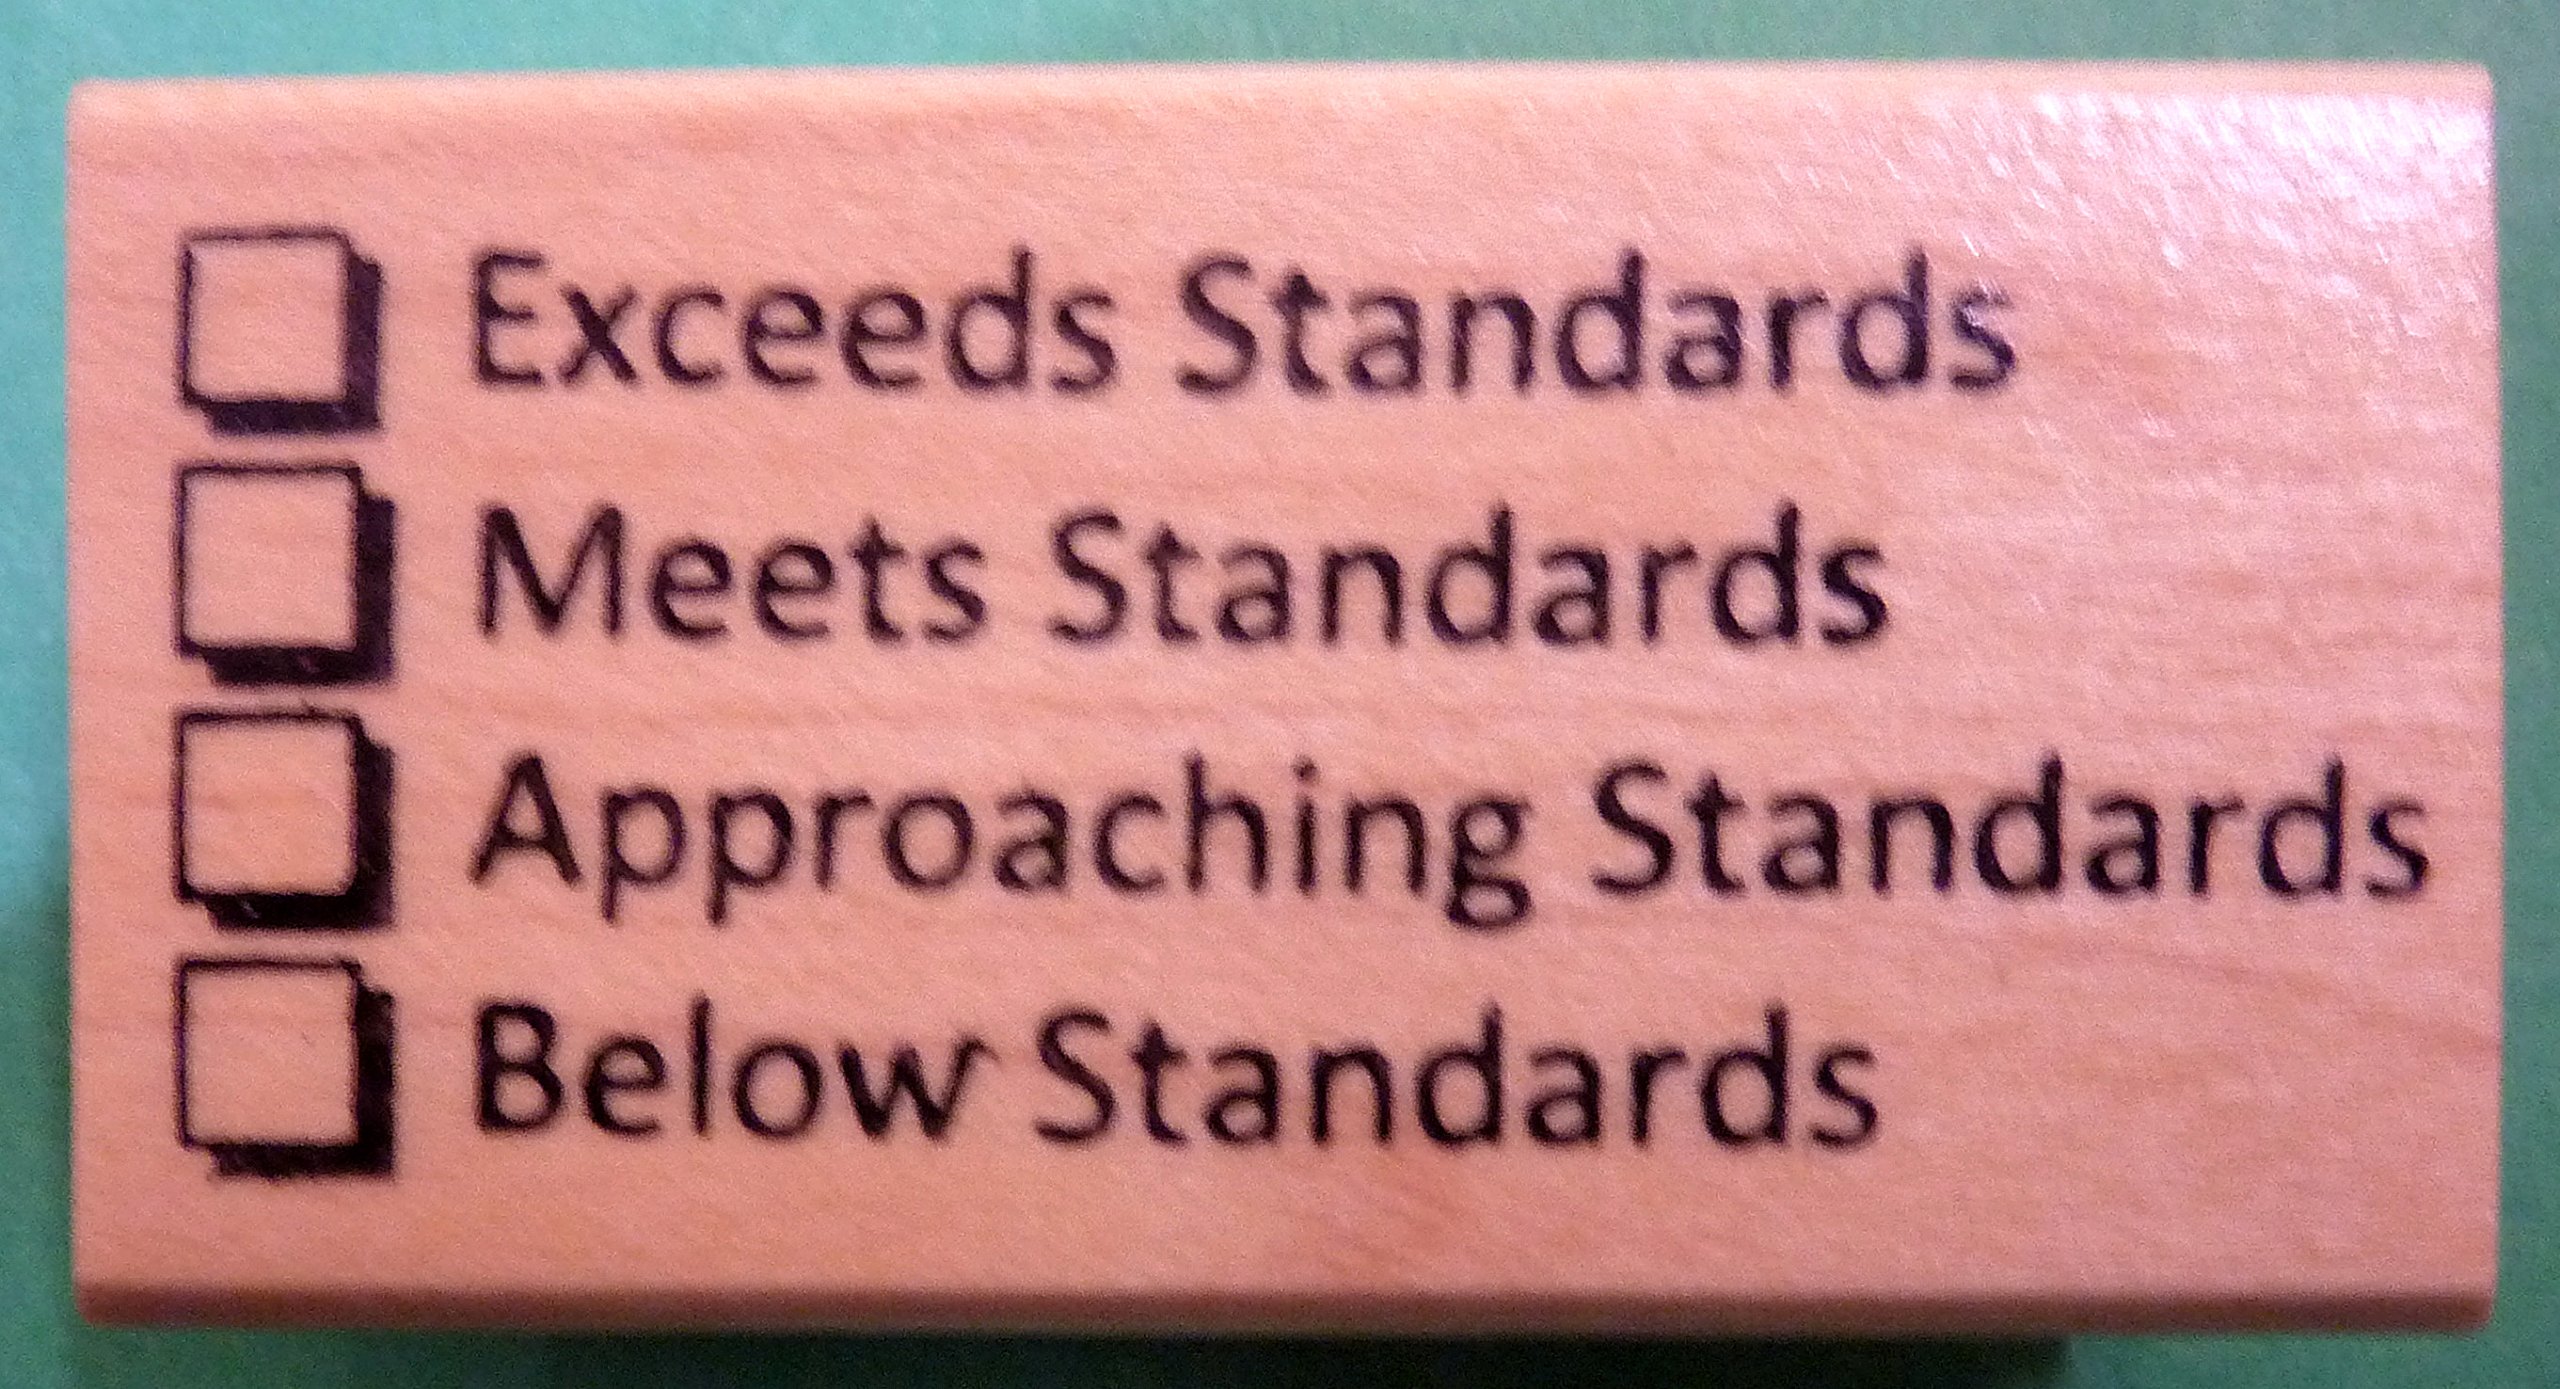 Exceeds Standards
Meets Standards
Approaching Standards
Below Standards